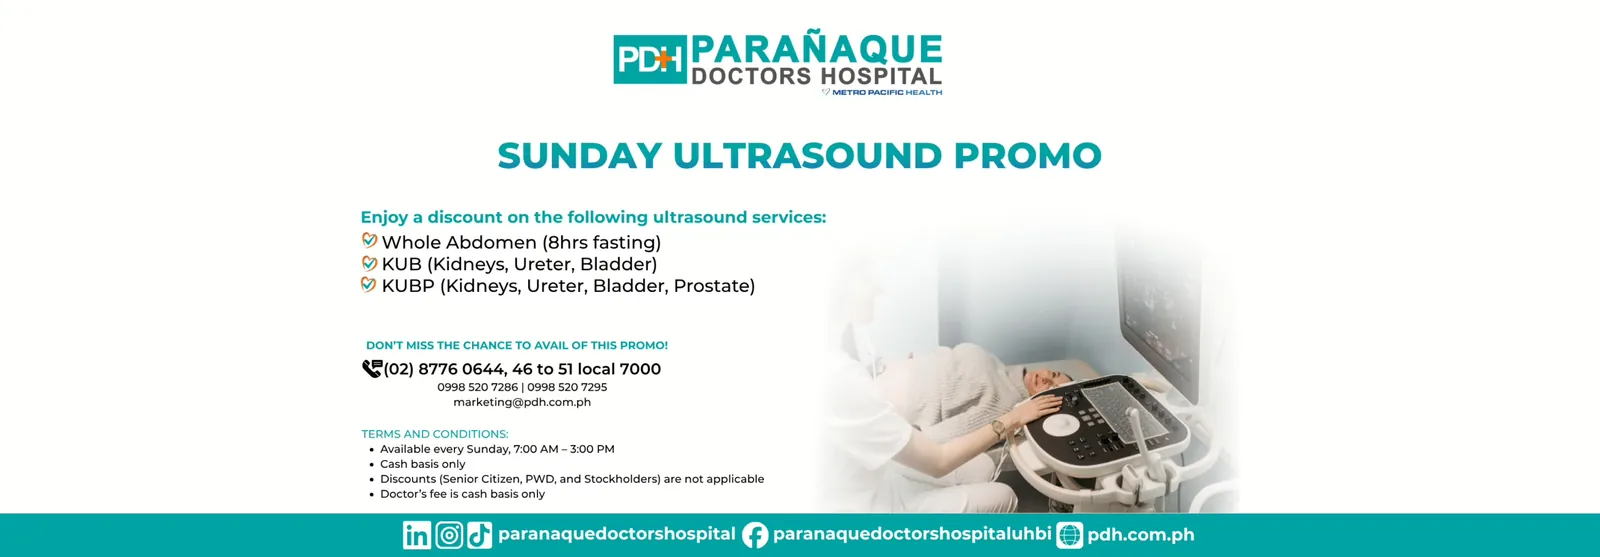 PDH PARAÑAQUE
DOCTORS HOSPITAL
METRO PACIFIC HEALTH
SUNDAY ULTRASOUND PROMO
Enjoy a discount on the following ultrasound services:
Whole Abdomen (8hrs fasting)
KUB (Kidneys, Ureter, Bladder)
KUBP (Kidneys, Ureter, Bladder, Prostate)
DON'T MISS THE CHANCE TO AVAIL OF THIS PROMO!
(02) 8776 0644, 46 to 51 local 7000
0998 520 7286 | 0998 520 7295
marketing@pdh.com.ph
TERMS AND CONDITIONS:
• Available every Sunday, 7:00 AM – 3:00 PM
• Cash basis only
• Discounts (Senior Citizen, PWD, and Stockholders) are not applicable
• Doctor's fee is cash basis only
in paranaquedoctorshospital f paranaquedoctorshospitaluhbi pdh.com.ph